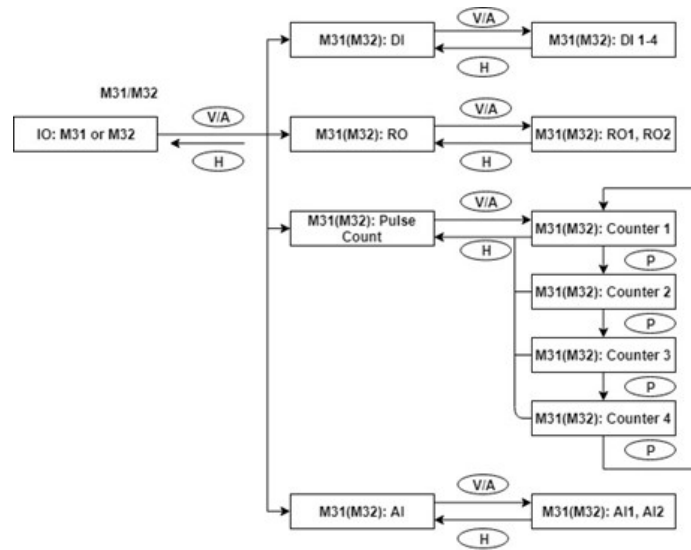 V/A
M31(M32): DI
M31(M32): DI 1-4
H
M31/M32
V/A
V/A
IO: M31 or M32
M31(M32): RO
M31(M32): RO1, RO2
H
H
V/A
M31(M32): Pulse
Count
M31(M32): Counter 1
H
P
M31(M32): Counter 2
P
M31(M32): Counter 3
P
M31(M32): Counter 4
P
V/A
M31(M32): AI
M31(M32): AI1, AI2
H